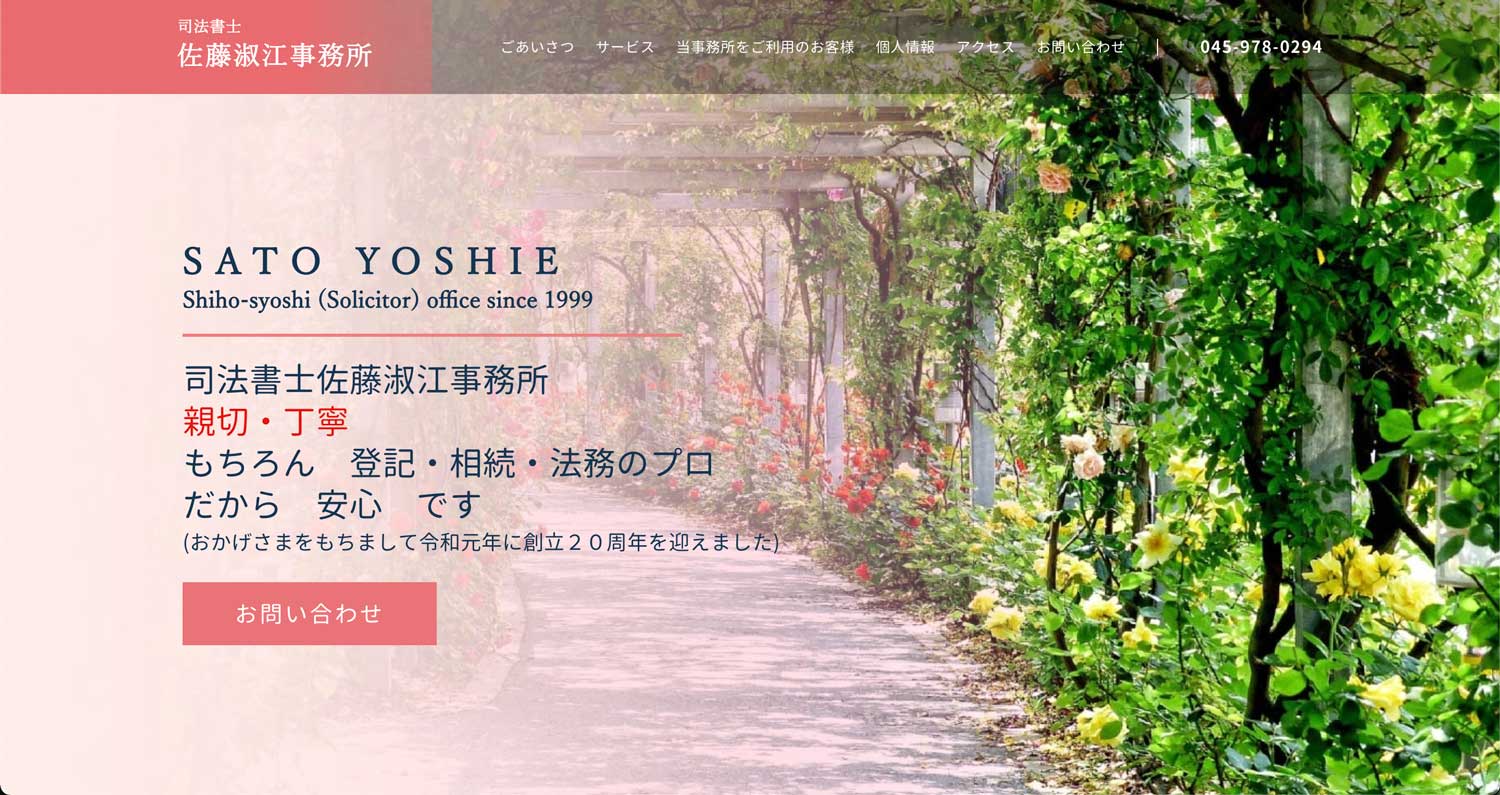 司法書士
佐藤淑江事務所
ごあいさつ サービス 当事務所をご利用のお客様 個人情報 アクセス お問い合わせ | 045-978-0294
SATO YOSHIE
Shiho-syoshi (Solicitor) office since 1999
司法書士佐藤淑江事務所
親切・丁寧
もちろん　登記・相続・法務のプロ
だから　安心　です
(おかげさまをもちまして令和元年に創立２０周年を迎えました)
お問い合わせ